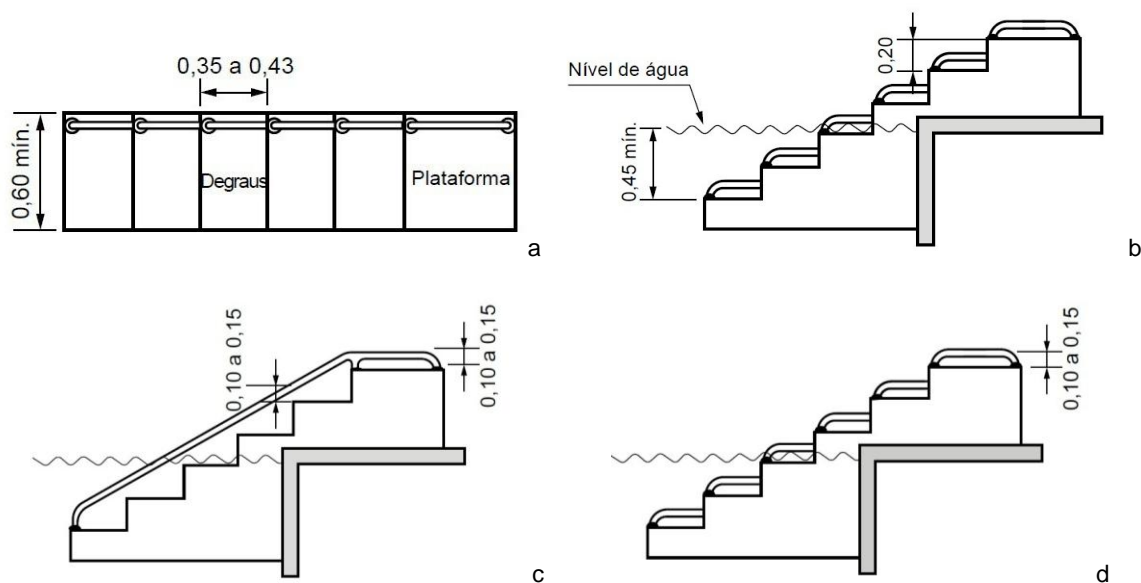 0,35 a 0,43
0,60 mín.
Degraus
Plataforma
a
Nível de água
0,20
0,45 mín.
b
0,10 a 0,15
0,10 a 0,15
c
0,10 a 0,15
d